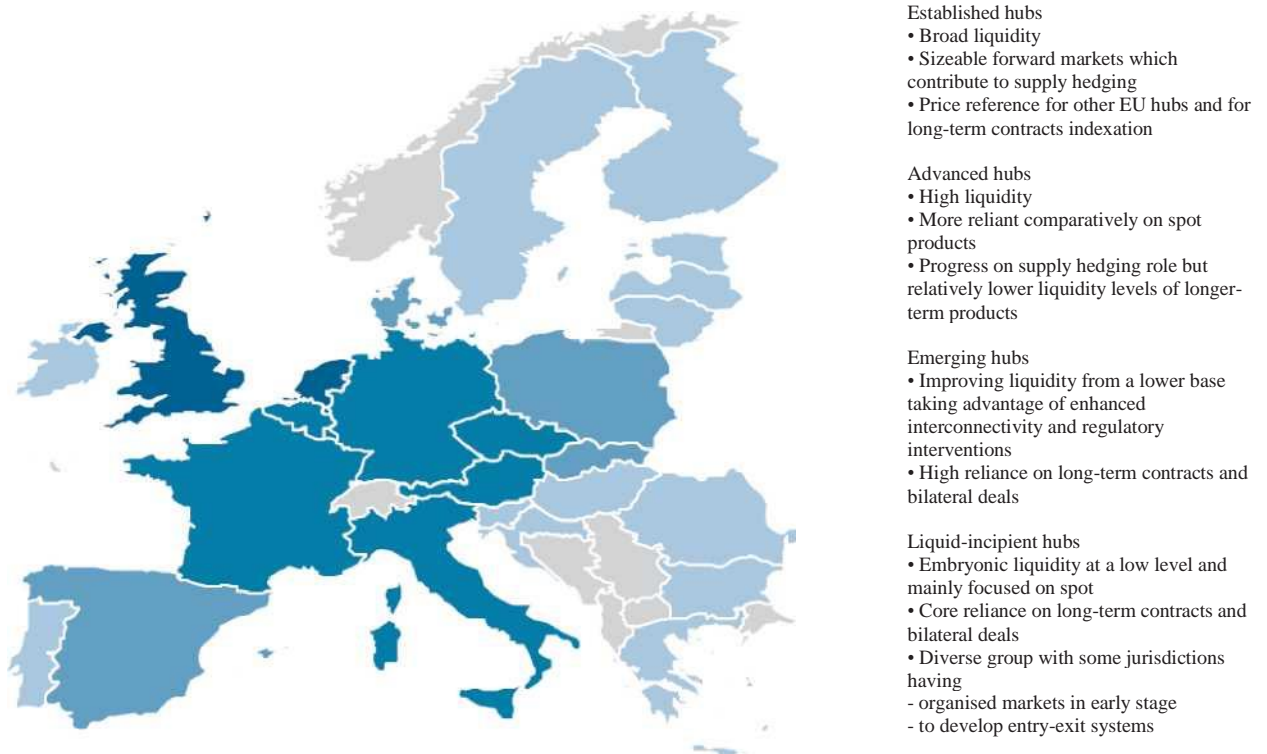 Established hubs
• Broad liquidity
• Sizeable forward markets which
contribute to supply hedging
• Price reference for other EU hubs and for
long-term contracts indexation
Advanced hubs
• High liquidity
• More reliant comparatively on spot
products
• Progress on supply hedging role but
relatively lower liquidity levels of longer-
term products
Emerging hubs
• Improving liquidity from a lower base
taking advantage of enhanced
interconnectivity and regulatory
interventions
• High reliance on long-term contracts and
bilateral deals
Liquid-incipient hubs
• Embryonic liquidity at a low level and
mainly focused on spot
• Core reliance on long-term contracts and
bilateral deals
• Diverse group with some jurisdictions
having
- organised markets in early stage
- to develop entry-exit systems